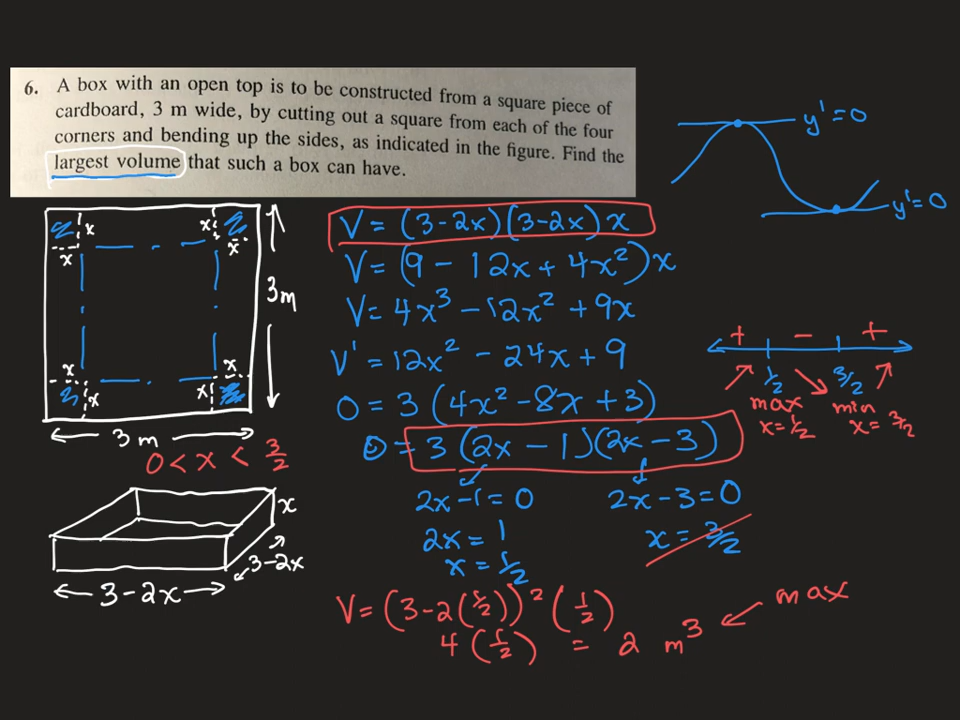 6. A box with an open top is to be constructed from a square piece of
cardboard, 3 m wide, by cutting out a square from each of the four
corners and bending up the sides, as indicated in the figure. Find the
largest volume that such a box can have.
y' = 0
y' = 0
x x
x x
3m
x x
x x
3 m
0 < x < 3/2
x
3-2x
3-2x
V = (3-2x)(3-2x)x
V = (9 - 12x + 4x²)x
V = 4x³ - 12x² + 9x
V' = 12x² - 24x + 9
0 = 3 (4x² - 8x + 3)
0 = 3 (2x - 1)(2x - 3)
2x - 1 = 0 2x - 3 = 0
2x = 1 x = 3/2
x = 1/2
+ - +
1/2 3/2
max min
x = 1/2 x = 3/2
V = (3-2(1/2))² (1/2)
4 (1/2) = 2 m³
max